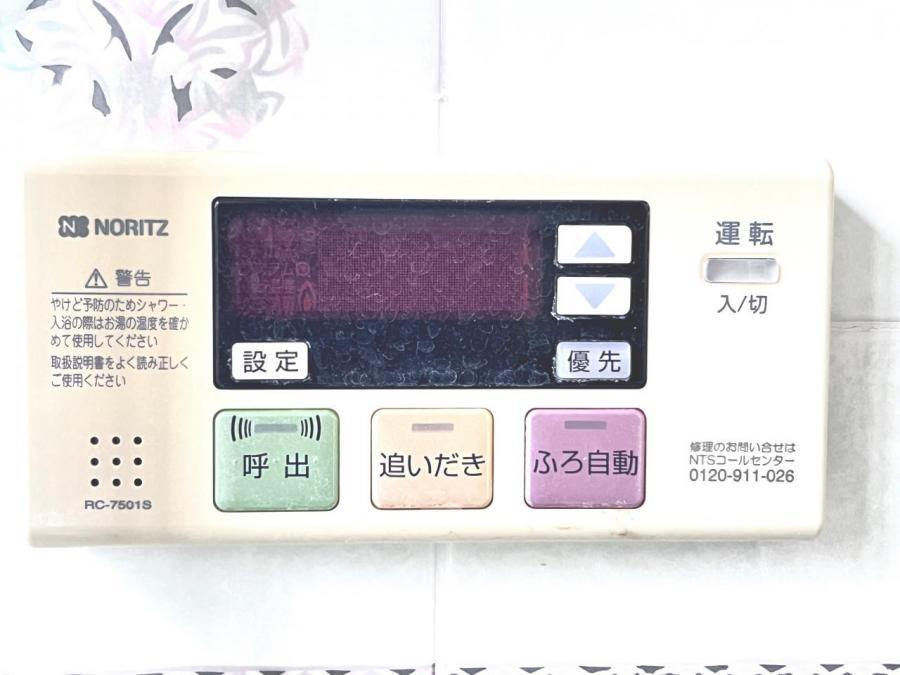 NORITZ
警告
やけど予防のためシャワー・
入浴の際はお湯の温度を確か
めて使用してください
取扱説明書をよく読み正しく
ご使用ください
RC-7501S
設定
優先
呼出
追いだき
ふろ自動
運転
入/切
修理のお問い合せは
NTSコールセンター
0120-911-026